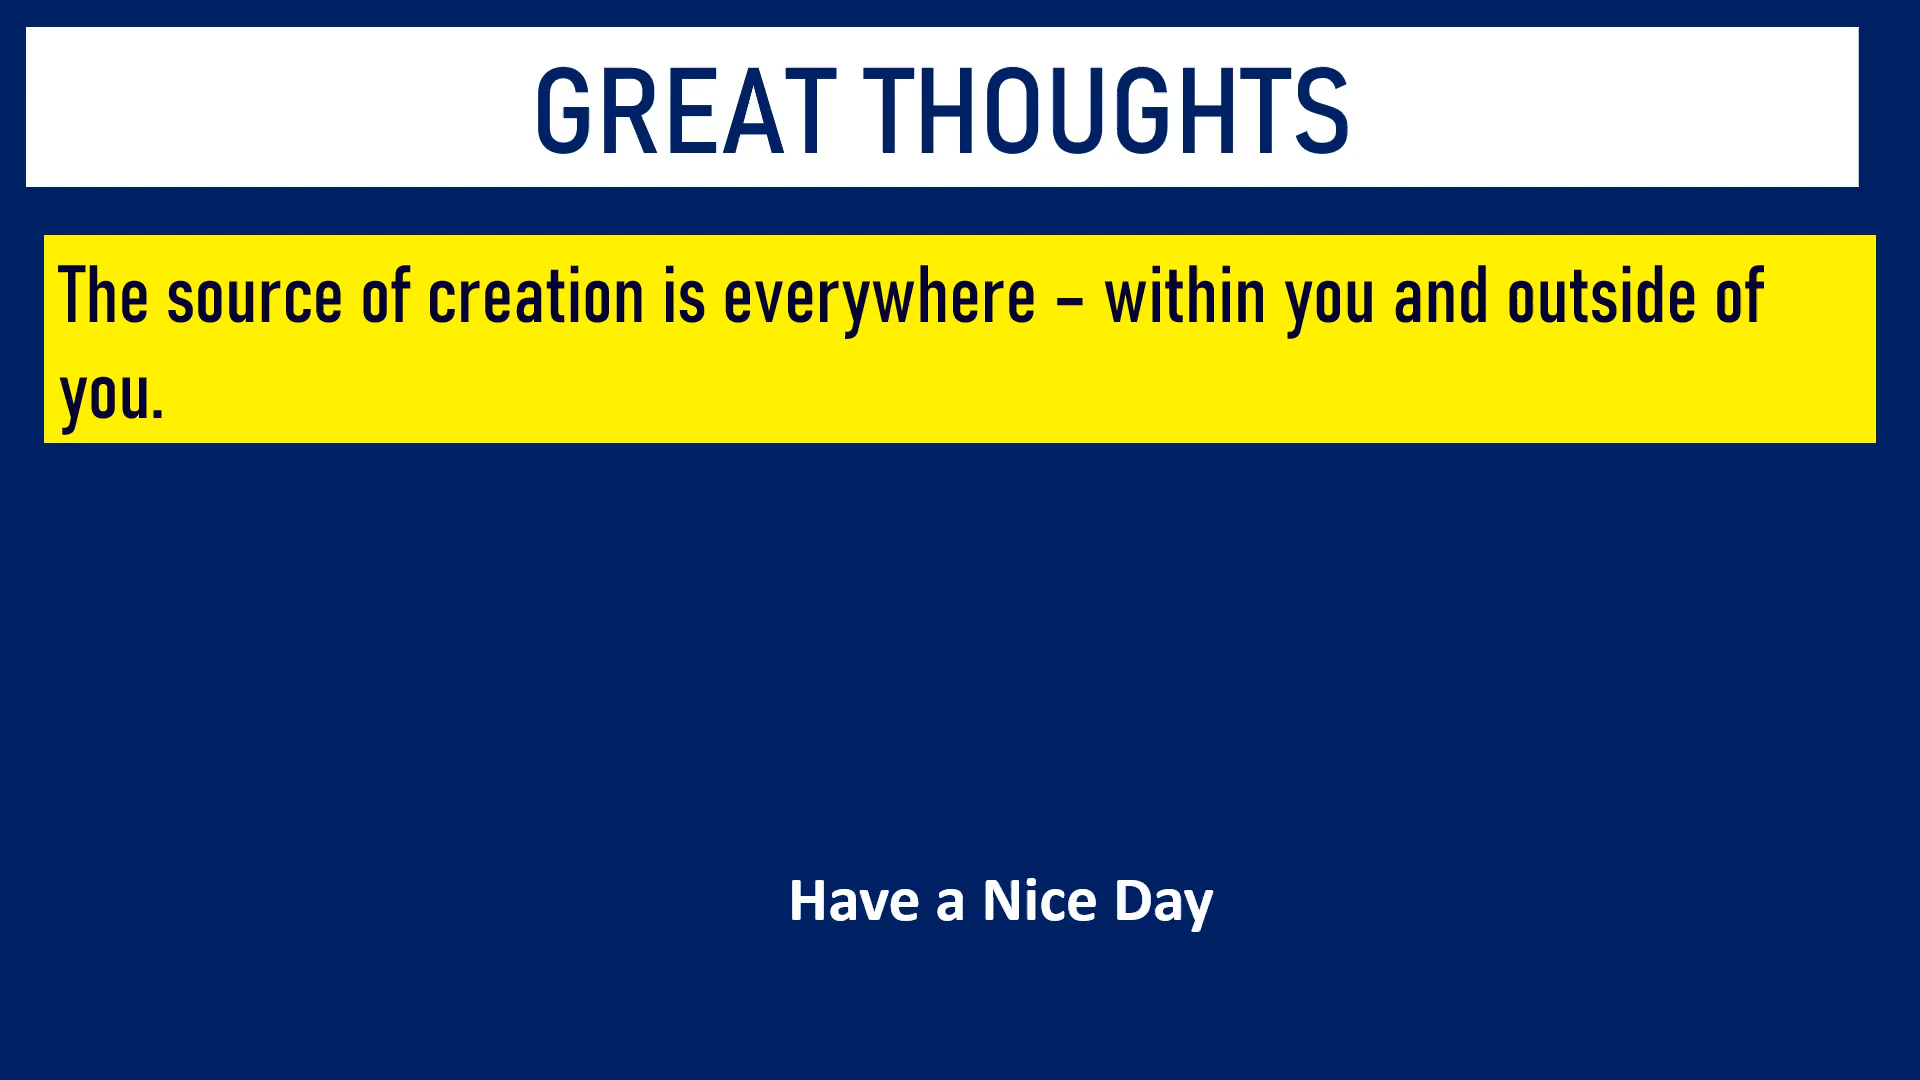 GREAT THOUGHTS
The source of creation is everywhere – within you and outside of
you.
Have a Nice Day